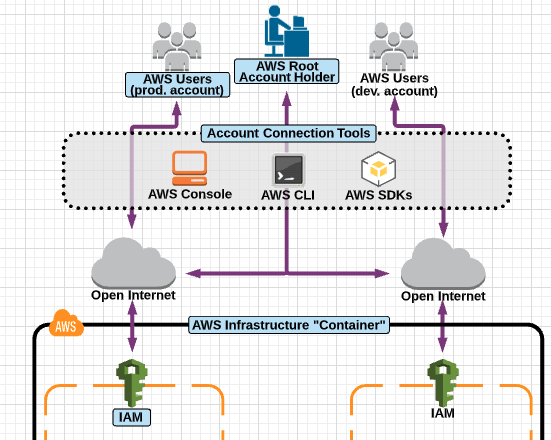 AWS Users
(prod. account)
AWS Root
Account Holder
AWS Users
(dev. account)
Account Connection Tools
AWS Console
AWS CLI
AWS SDKs
Open Internet
Open Internet
AWS
AWS Infrastructure "Container"
IAM
IAM